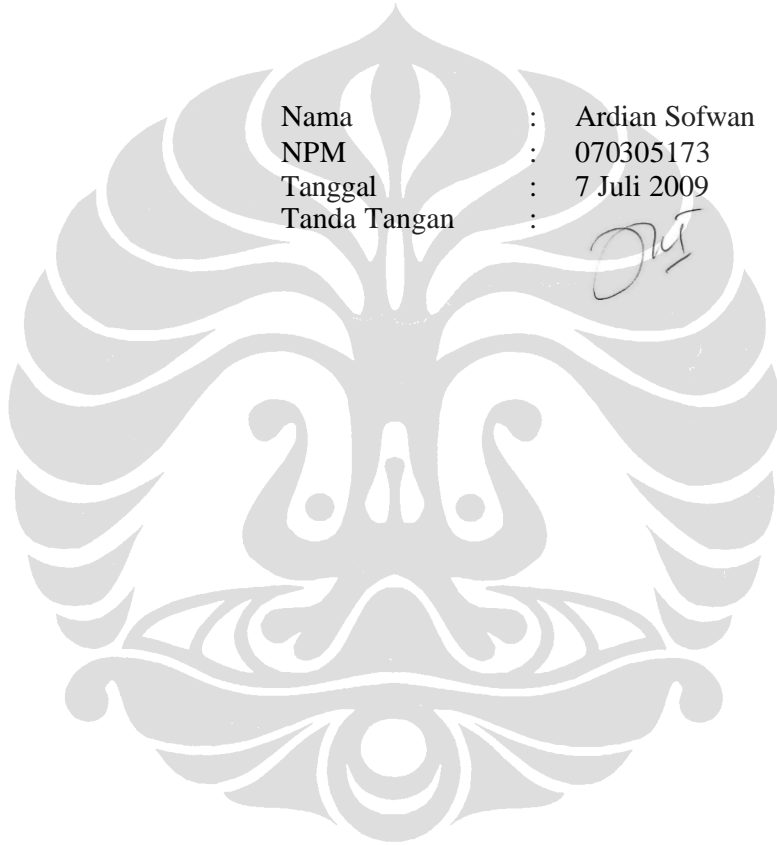 Nama : Ardian Sofwan
NPM : 070305173
Tanggal : 7 Juli 2009
Tanda Tangan :